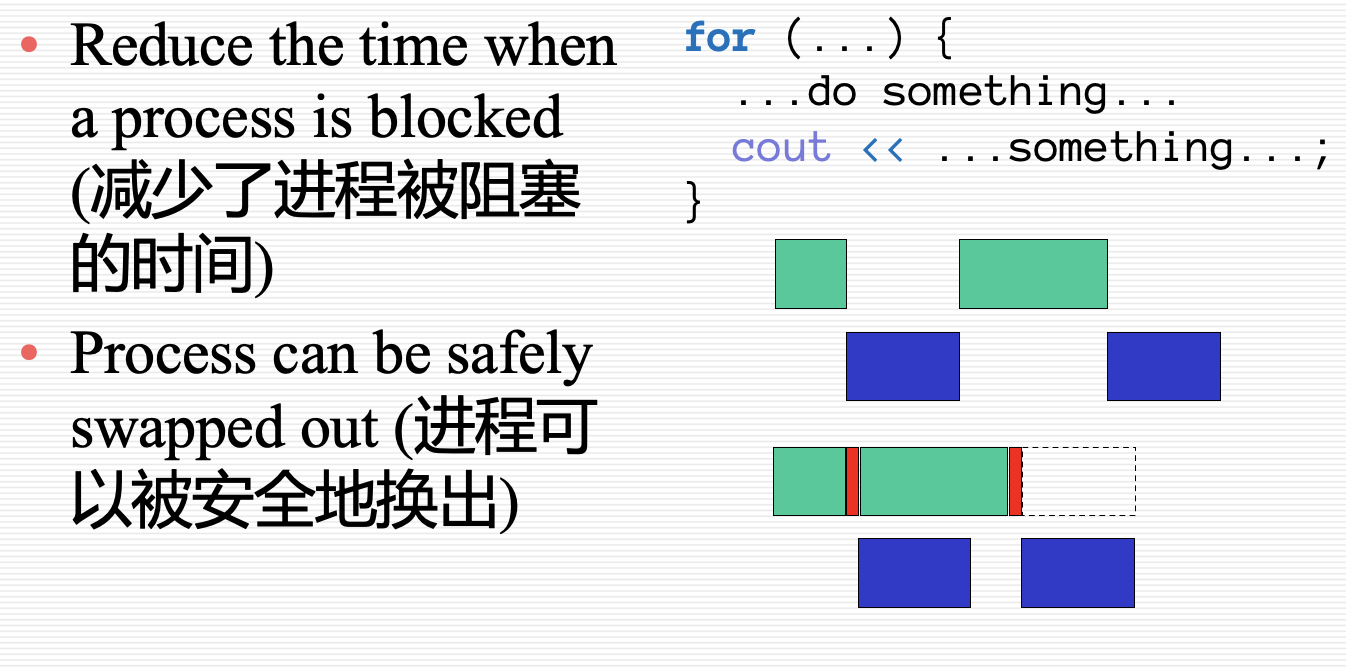 • Reduce the time when
a process is blocked
(减少了进程被阻塞
的时间)
• Process can be safely
swapped out (进程可
以被安全地换出)
for (...) {
...do something...
cout << ...something...;
}